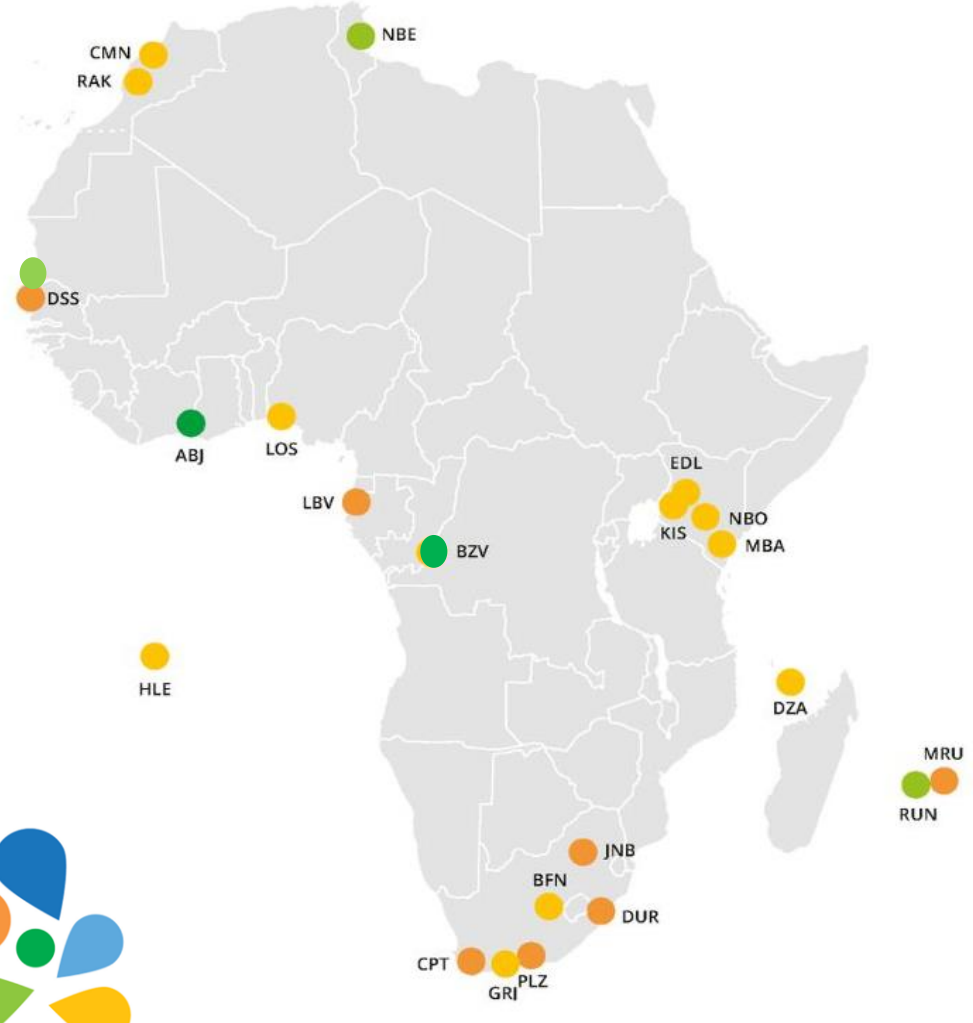 NBE
CMN
RAK
DSS
ABJ
LOS
LBV
BZV
EDL
KIS
NBO
MBA
HLE
DZA
MRU
RUN
JNB
BFN
DUR
CPT
PLZ
GRJ